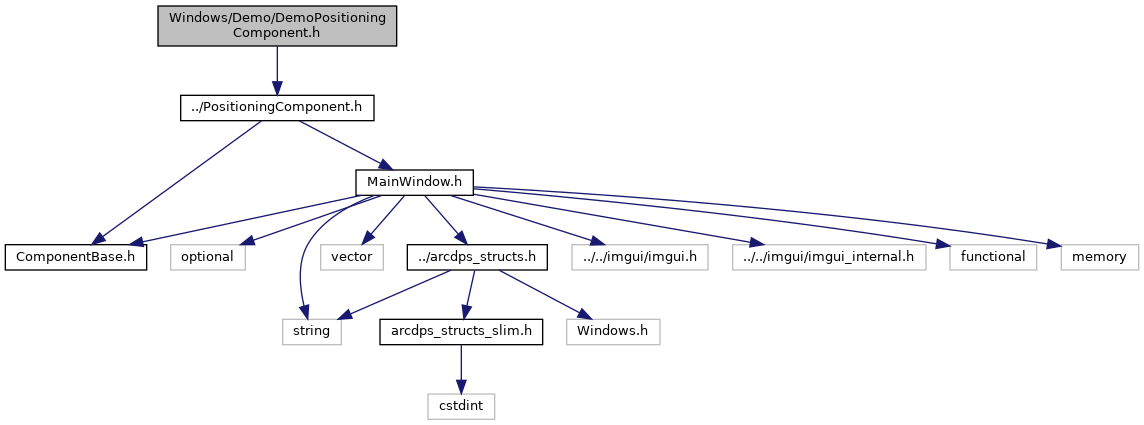 Windows/Demo/DemoPositioning
Component.h
../PositioningComponent.h
MainWindow.h
ComponentBase.h
optional
vector
../arcdps_structs.h
../../imgui/imgui.h
../../imgui/imgui_internal.h
functional
memory
string
arcdps_structs_slim.h
Windows.h
cstdint